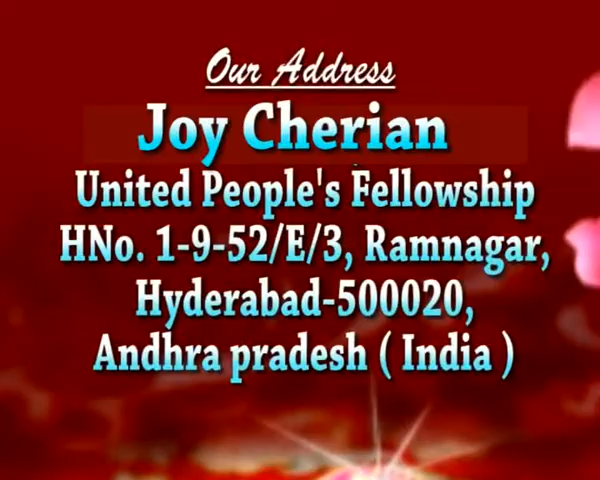 Our Address
Joy Cherian
United People's Fellowship
HNo. 1-9-52/E/3, Ramnagar,
Hyderabad-500020,
Andhra pradesh ( India )